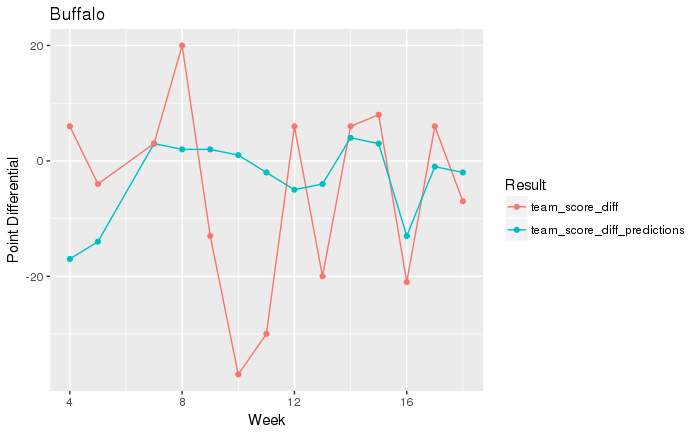 Buffalo
20
0
-20
Point Differential
4 8 12 16
Week
Result
team_score_diff
team_score_diff_predictions